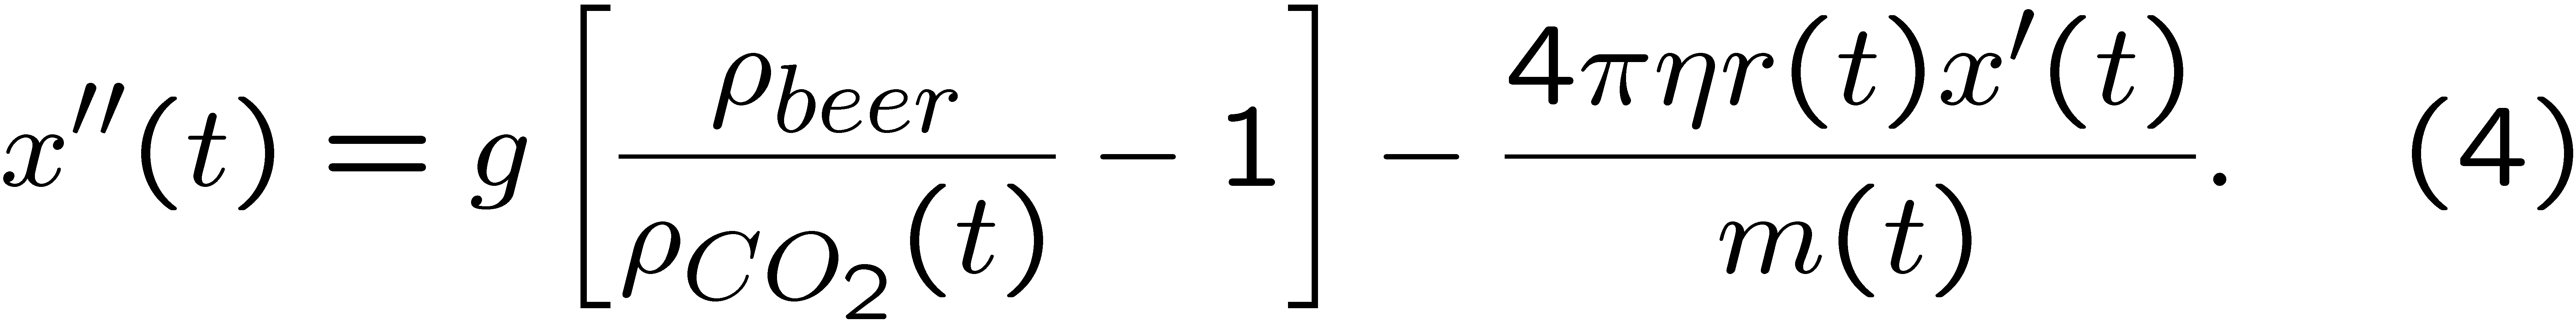 x''(t) = g [ρ_{beer} / ρ_{CO_2}(t) − 1] − 4πηr(t)x'(t) / m(t). (4)